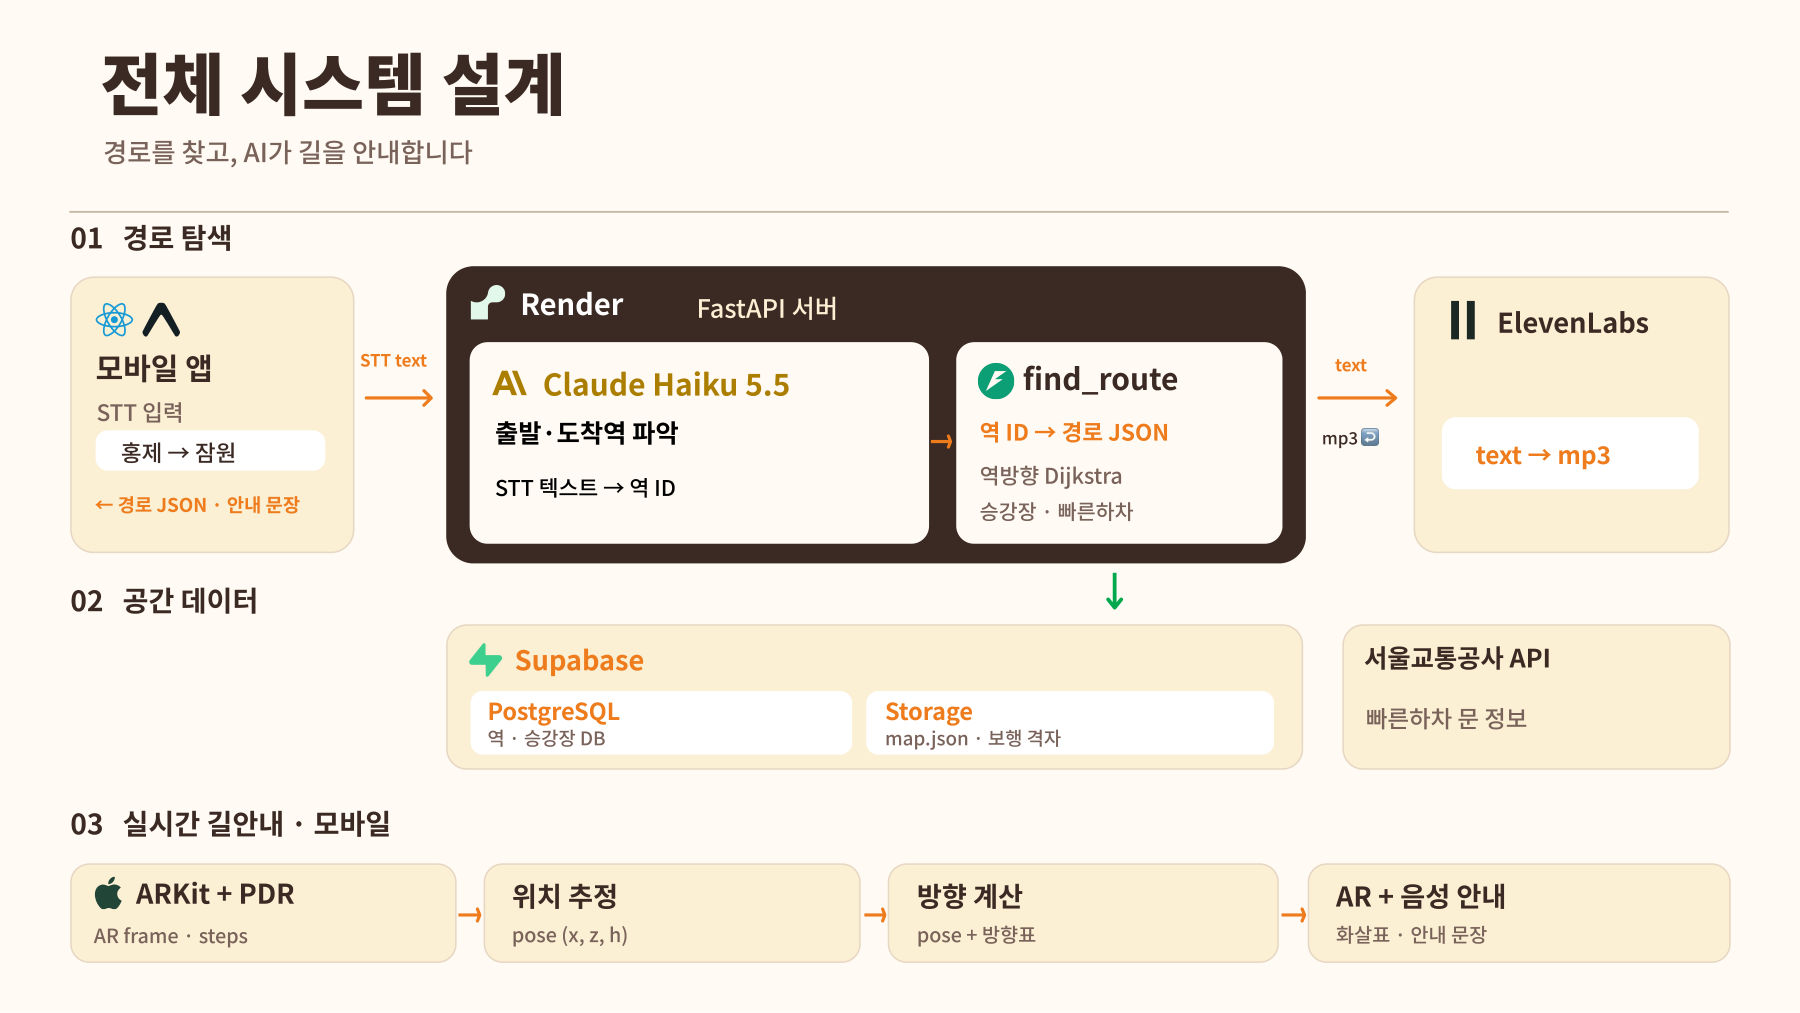 전체 시스템 설계
경로를 찾고, AI가 길을 안내합니다
01 경로 탐색
모바일 앱
STT 입력
홍제 → 잠원
← 경로 JSON · 안내 문장
STT text
Render
FastAPI 서버
Claude Haiku 5.5
출발·도착역 파악
STT 텍스트 → 역 ID
find_route
역 ID → 경로 JSON
역방향 Dijkstra
승강장 · 빠른하차
text
mp3
ElevenLabs
text → mp3
02 공간 데이터
Supabase
PostgreSQL
역 · 승강장 DB
Storage
map.json · 보행 격자
서울교통공사 API
빠른하차 문 정보
03 실시간 길안내 · 모바일
ARKit + PDR
AR frame · steps
위치 추정
pose (x, z, h)
방향 계산
pose + 방향표
AR + 음성 안내
화살표 · 안내 문장